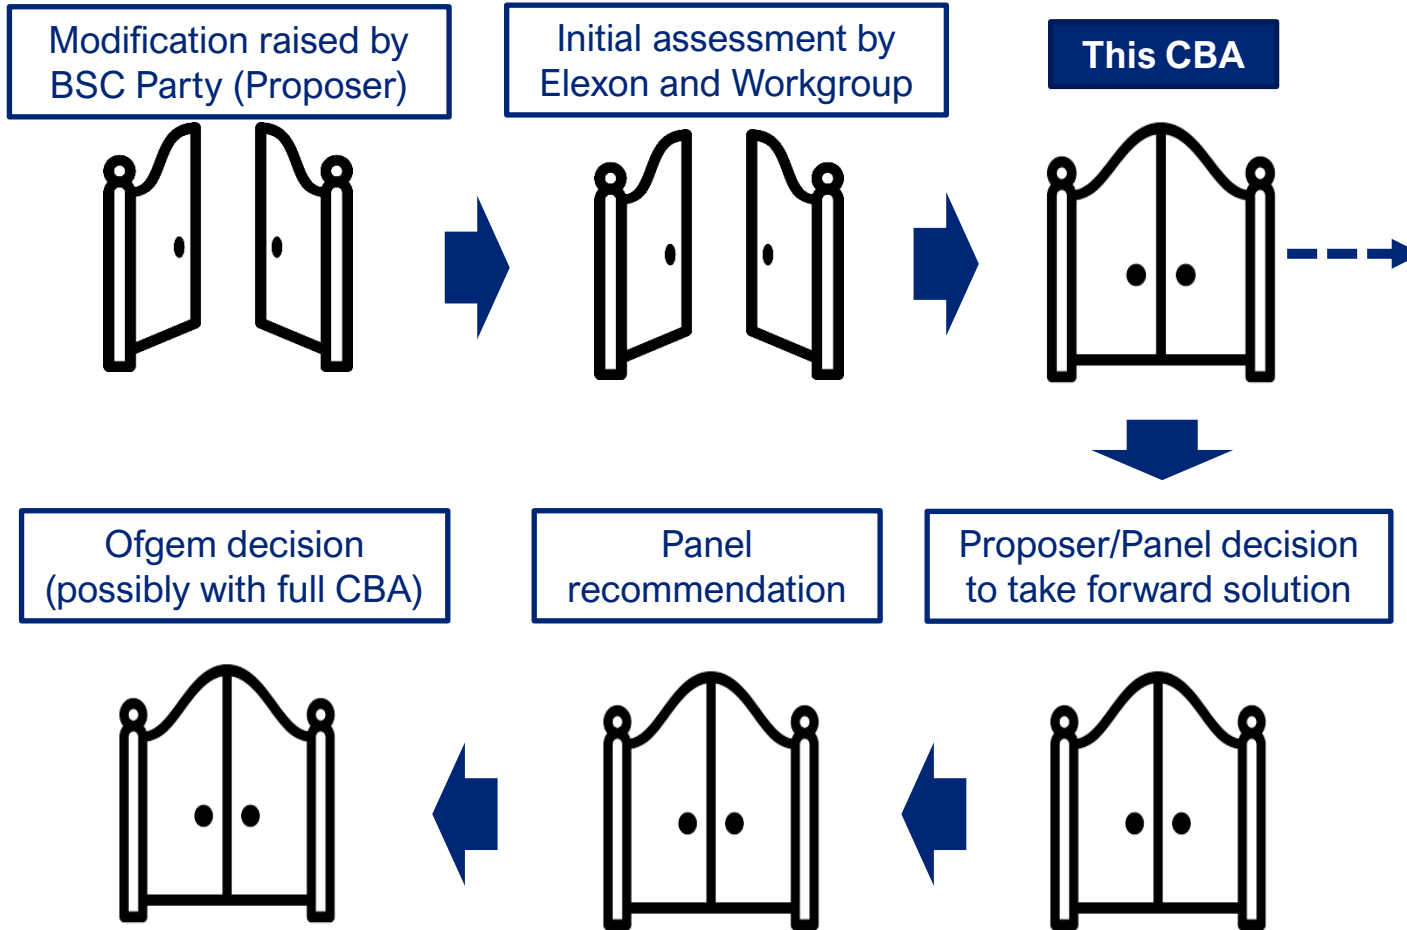 Modification raised by
BSC Party (Proposer)
Initial assessment by
Elexon and Workgroup
This CBA
Ofgem decision
(possibly with full CBA)
Panel
recommendation
Proposer/Panel decision
to take forward solution